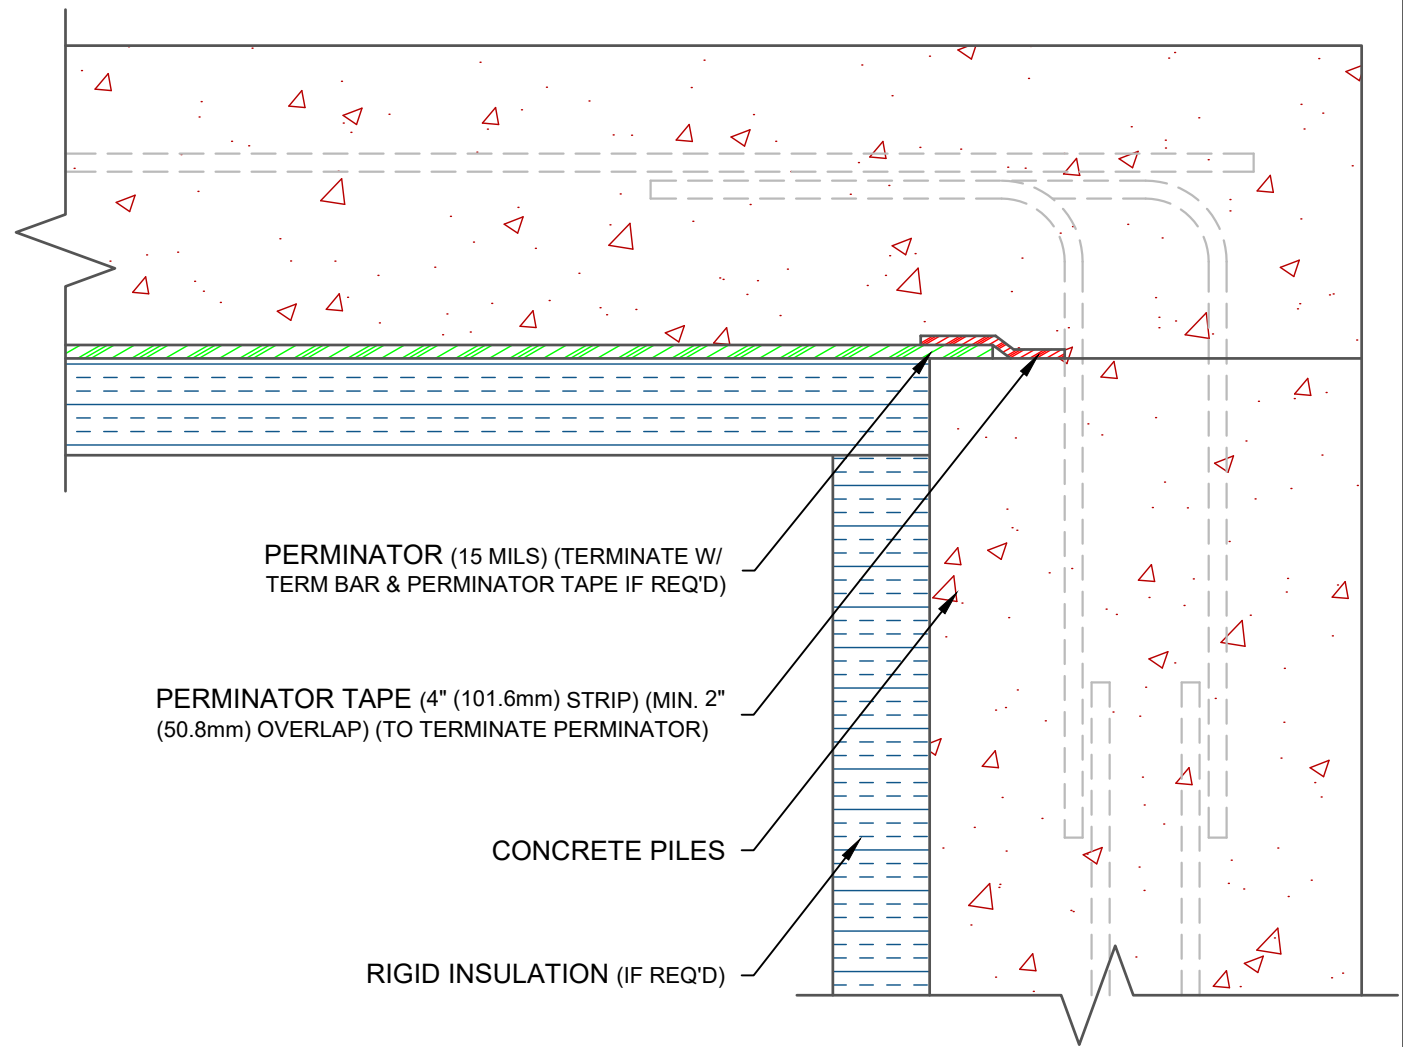 PERMINATOR (15 MILS) (TERMINATE W/
TERM BAR & PERMINATOR TAPE IF REQ'D)
PERMINATOR TAPE (4" (101.6mm) STRIP) (MIN. 2"
(50.8mm) OVERLAP) (TO TERMINATE PERMINATOR)
CONCRETE PILES
RIGID INSULATION (IF REQ'D)